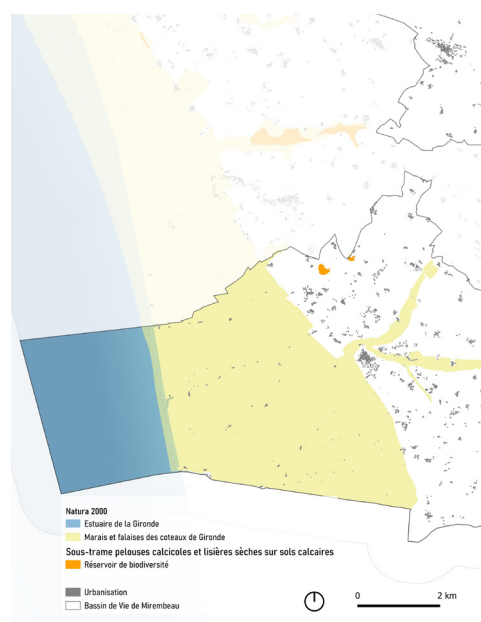 Natura 2000
Estuaire de la Gironde
Marais et falaises des coteaux de Gironde
Sous-trame pelouses calcicoles et lisières sèches sur sols calcaires
Réservoir de biodiversité
Urbanisation
Bassin de Vie de Mirembeau
0 2 km